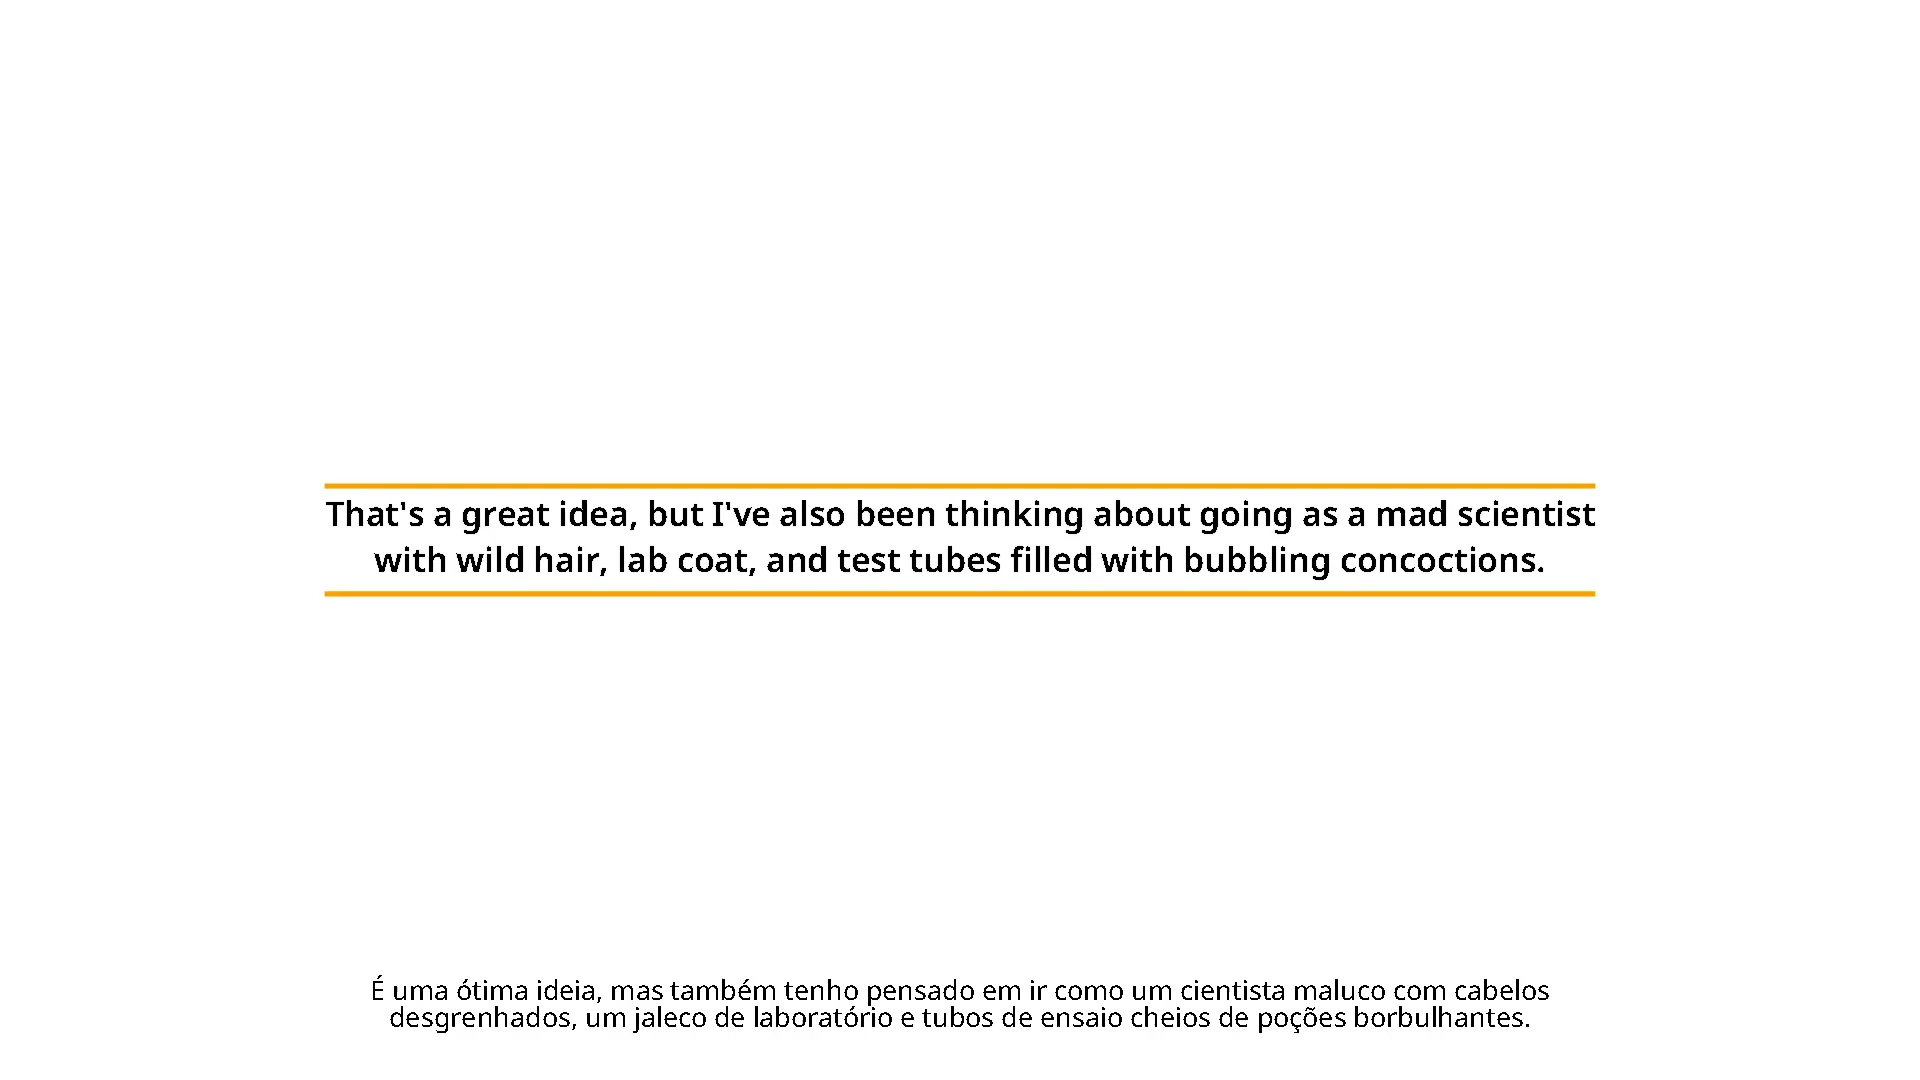 That's a great idea, but I've also been thinking about going as a mad scientist
with wild hair, lab coat, and test tubes filled with bubbling concoctions.
É uma ótima ideia, mas também tenho pensado em ir como um cientista maluco com cabelos
desgrenhados, um jaleco de laboratório e tubos de ensaio cheios de poções borbulhantes.